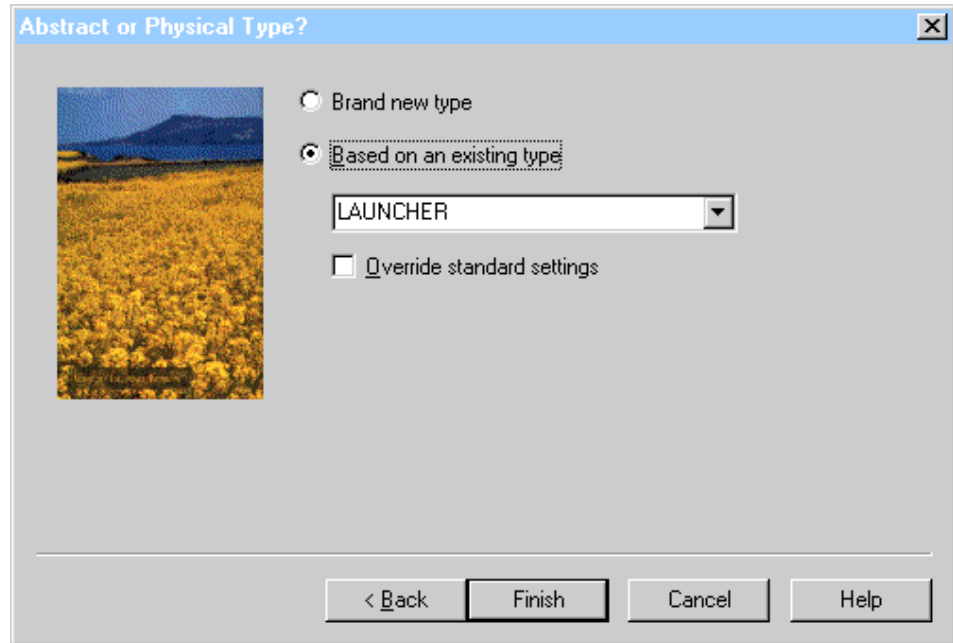 Abstract or Physical Type?
Brand new type
Based on an existing type
LAUNCHER
Override standard settings
< Back
Finish
Cancel
Help